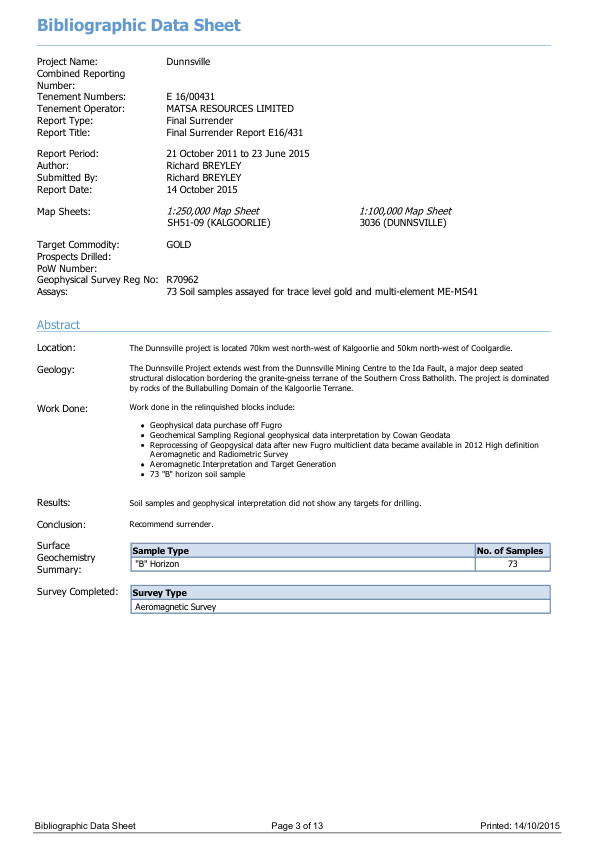 Bibliographic Data Sheet
Project Name: Dunnsville
Combined Reporting
Number:
Tenement Numbers: E 16/00431
Tenement Operator: MATSA RESOURCES LIMITED
Report Type: Final Surrender
Report Title: Final Surrender Report E16/431
Report Period: 21 October 2011 to 23 June 2015
Author: Richard BREYLEY
Submitted By: Richard BREYLEY
Report Date: 14 October 2015
Map Sheets: 1:250,000 Map Sheet 1:100,000 Map Sheet
SH51-09 (KALGOORLIE) 3036 (DUNNSVILLE)
Target Commodity: GOLD
Prospects Drilled:
PoW Number:
Geophysical Survey Reg No: R70962
Assays: 73 Soil samples assayed for trace level gold and multi-element ME-MS41
Abstract
Location: The Dunnsville project is located 70km west north-west of Kalgoorlie and 50km north-west of Coolgardie.
Geology: The Dunnsville Project extends west from the Dunnsville Mining Centre to the Ida Fault, a major deep seated
structural dislocation bordering the granite-gneiss terrane of the Southern Cross Batholith. The project is dominated
by rocks of the Bullabulling Domain of the Kalgoorlie Terrane.
Work Done: Work done in the relinquished blocks include:
• Geophysical data purchase off Fugro
• Geochemical Sampling Regional geophysical data interpretation by Cowan Geodata
• Reprocessing of Geopgysical data after new Fugro multiclient data became available in 2012 High definition
Aeromagnetic and Radiometric Survey
• Aeromagnetic Interpretation and Target Generation
• 73 "B" horizon soil sample
Results: Soil samples and geophysical interpretation did not show any targets for drilling.
Conclusion: Recommend surrender.
Surface
Geochemistry
Summary:
Sample Type No. of Samples
"B" Horizon 73
Survey Completed: Survey Type
Aeromagnetic Survey
Bibliographic Data Sheet Page 3 of 13 Printed: 14/10/2015